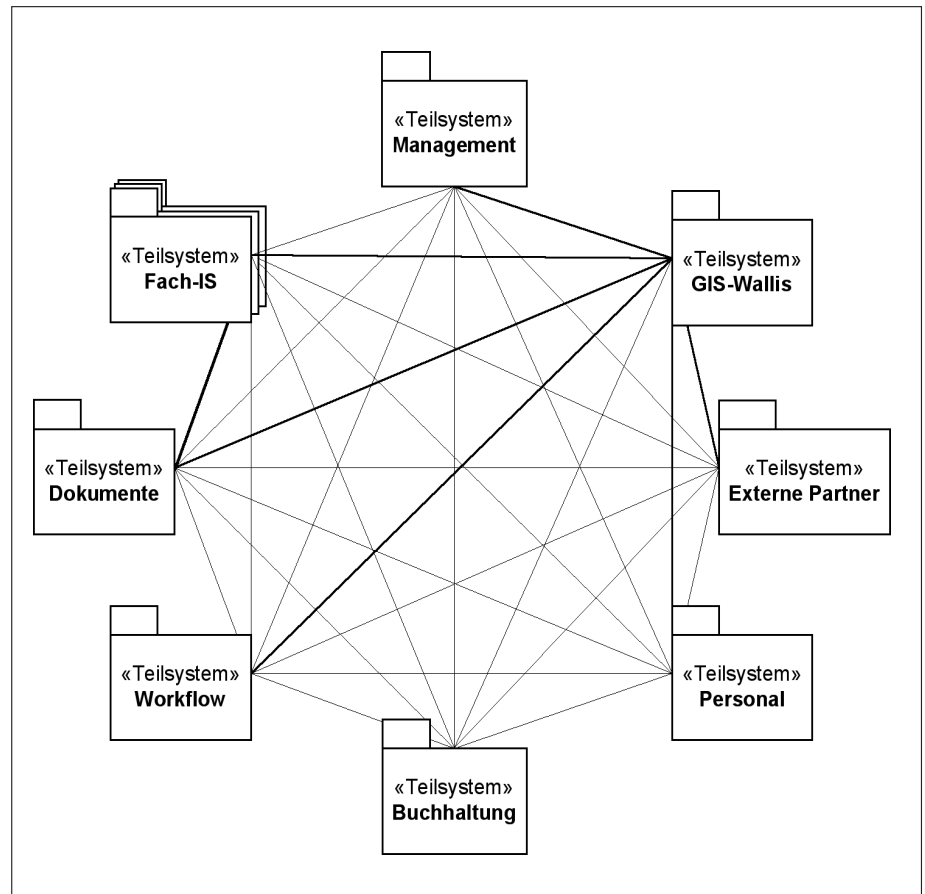 «Teilsystem»
Management
«Teilsystem»
Fach-IS
«Teilsystem»
GIS-Wallis
«Teilsystem»
Dokumente
«Teilsystem»
Externe Partner
«Teilsystem»
Workflow
«Teilsystem»
Personal
«Teilsystem»
Buchhaltung